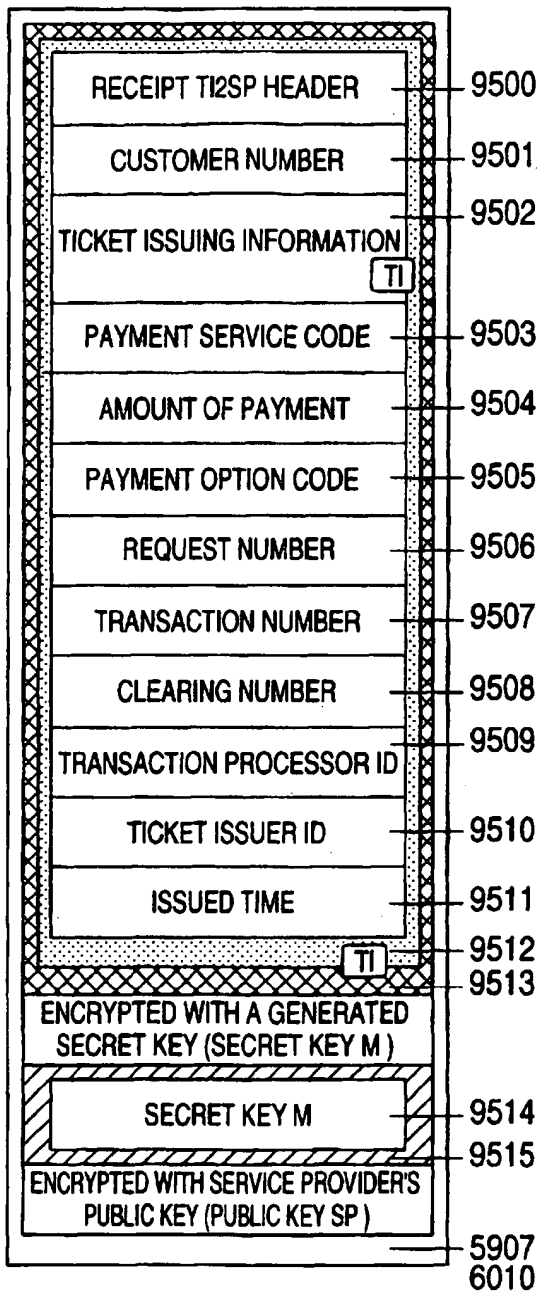 RECEIPT TI2SP HEADER 9500
CUSTOMER NUMBER 9501
9502
TICKET ISSUING INFORMATION
TI
PAYMENT SERVICE CODE 9503
AMOUNT OF PAYMENT 9504
PAYMENT OPTION CODE 9505
REQUEST NUMBER 9506
TRANSACTION NUMBER 9507
CLEARING NUMBER 9508
9509
TRANSACTION PROCESSOR ID
TICKET ISSUER ID 9510
ISSUED TIME 9511
TI 9512
9513
ENCRYPTED WITH A GENERATED
SECRET KEY (SECRET KEY M)
SECRET KEY M 9514
9515
ENCRYPTED WITH SERVICE PROVIDER'S
PUBLIC KEY (PUBLIC KEY SP)
5907
6010